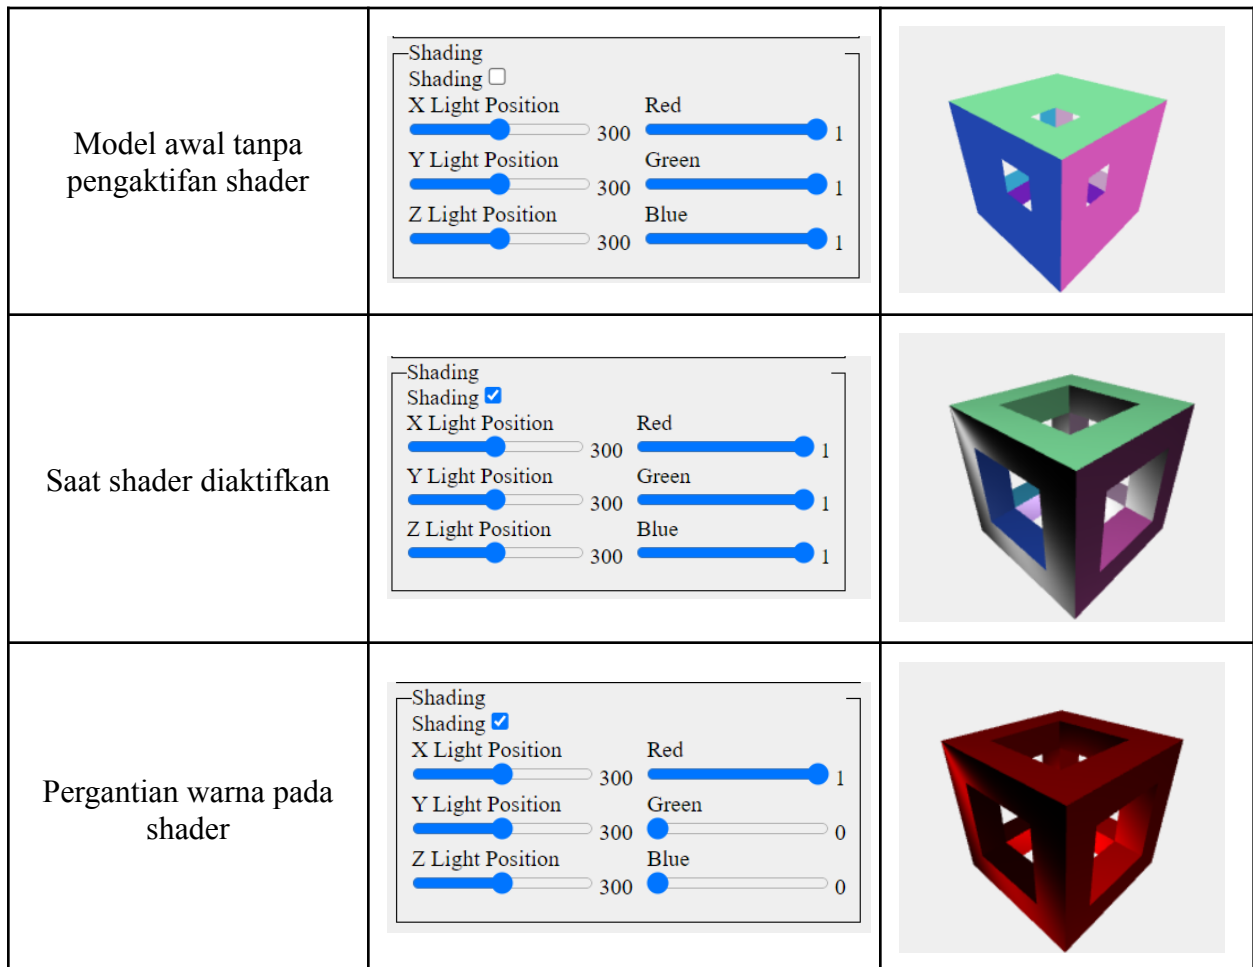 Model awal tanpa
pengaktifan shader
Shading
Shading
X Light Position Red
300 1
Y Light Position Green
300 1
Z Light Position Blue
300 1
Saat shader diaktifkan
Shading
Shading
X Light Position Red
300 1
Y Light Position Green
300 1
Z Light Position Blue
300 1
Pergantian warna pada
shader
Shading
Shading
X Light Position Red
300 1
Y Light Position Green
300 0
Z Light Position Blue
300 0